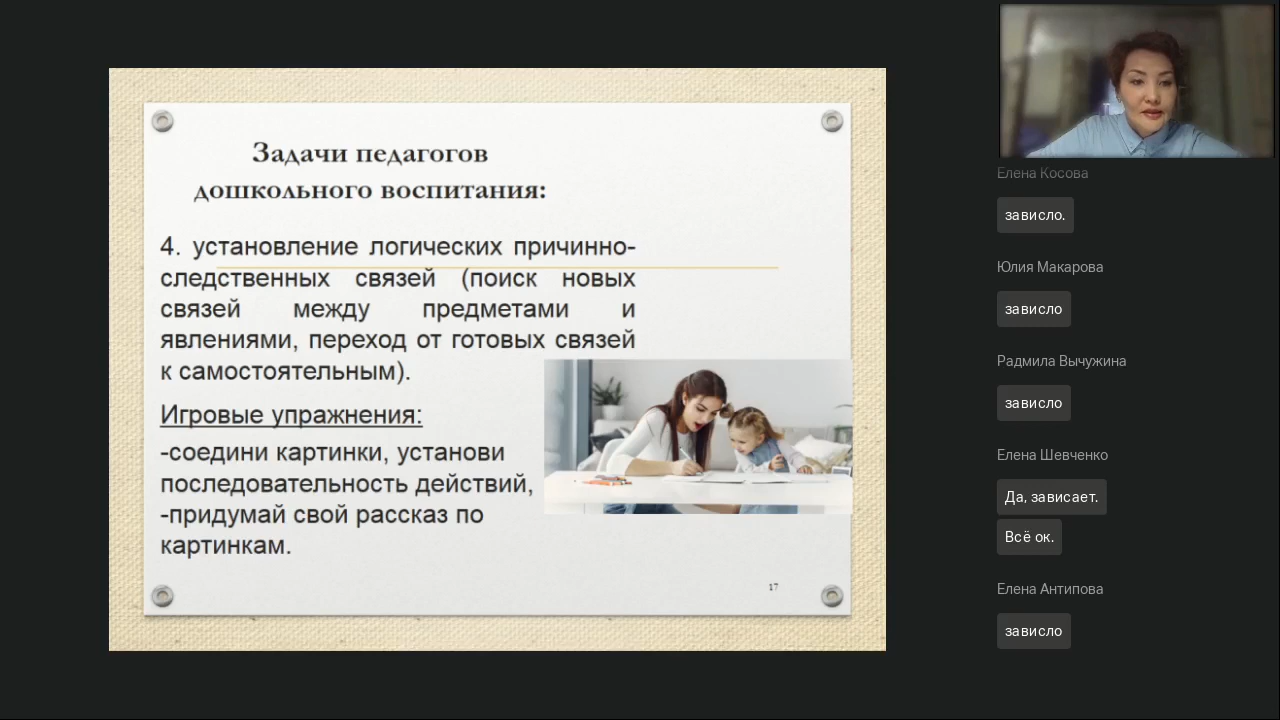 Задачи педагогов
дошкольного воспитания:
4. установление логических причинно-
следственных связей (поиск новых
связей между предметами и
явлениями, переход от готовых связей
к самостоятельным).
Игровые упражнения:
-соедини картинки, установи
последовательность действий,
-придумай свой рассказ по
картинкам.
17
Елена Косова
зависло.
Юлия Макарова
зависло
Радмила Вычужина
зависло
Елена Шевченко
Да, зависает.
Всё ок.
Елена Антипова
зависло